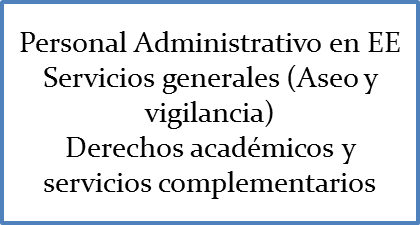 Personal Administrativo en EE
Servicios generales (Aseo y
vigilancia)
Derechos académicos y
servicios complementarios